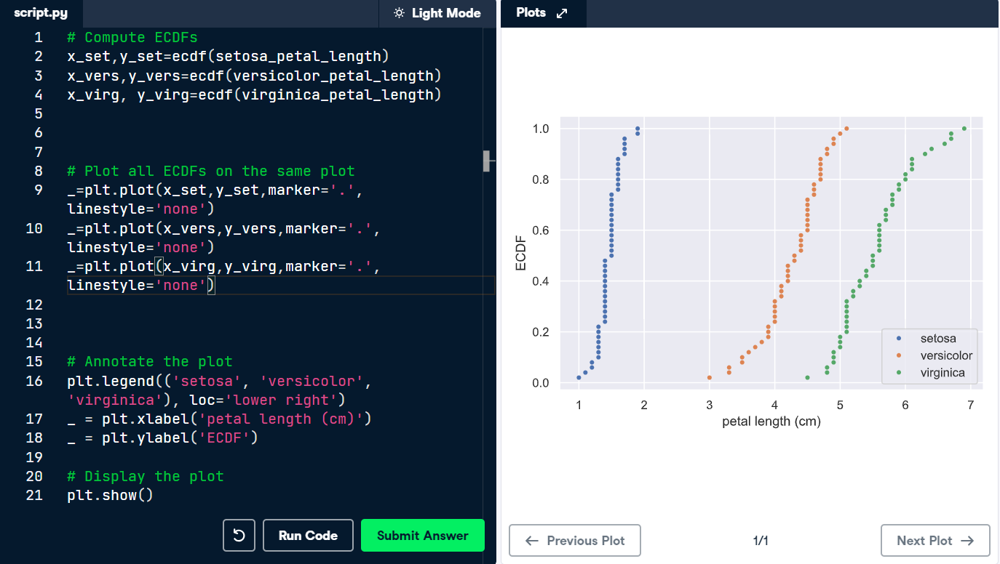 script.py
Light Mode
1 # Compute ECDFs
2 x_set,y_set=ecdf(setosa_petal_length)
3 x_vers,y_vers=ecdf(versicolor_petal_length)
4 x_virg, y_virg=ecdf(virginica_petal_length)
5
6
7
8 # Plot all ECDFs on the same plot
9 _=plt.plot(x_set,y_set,marker='.',
linestyle='none')
10 _=plt.plot(x_vers,y_vers,marker='.',
linestyle='none')
11 _=plt.plot(x_virg,y_virg,marker='.',
linestyle='none')
12
13
14
15 # Annotate the plot
16 plt.legend(('setosa', 'versicolor',
'virginica'), loc='lower right')
17 _ = plt.xlabel('petal length (cm)')
18 _ = plt.ylabel('ECDF')
19
20 # Display the plot
21 plt.show()
Run Code
Submit Answer
Plots
1.0
0.8
0.6
0.4
0.2
0.0
ECDF
setosa
versicolor
virginica
1 2 3 4 5 6 7
petal length (cm)
Previous Plot
1/1
Next Plot